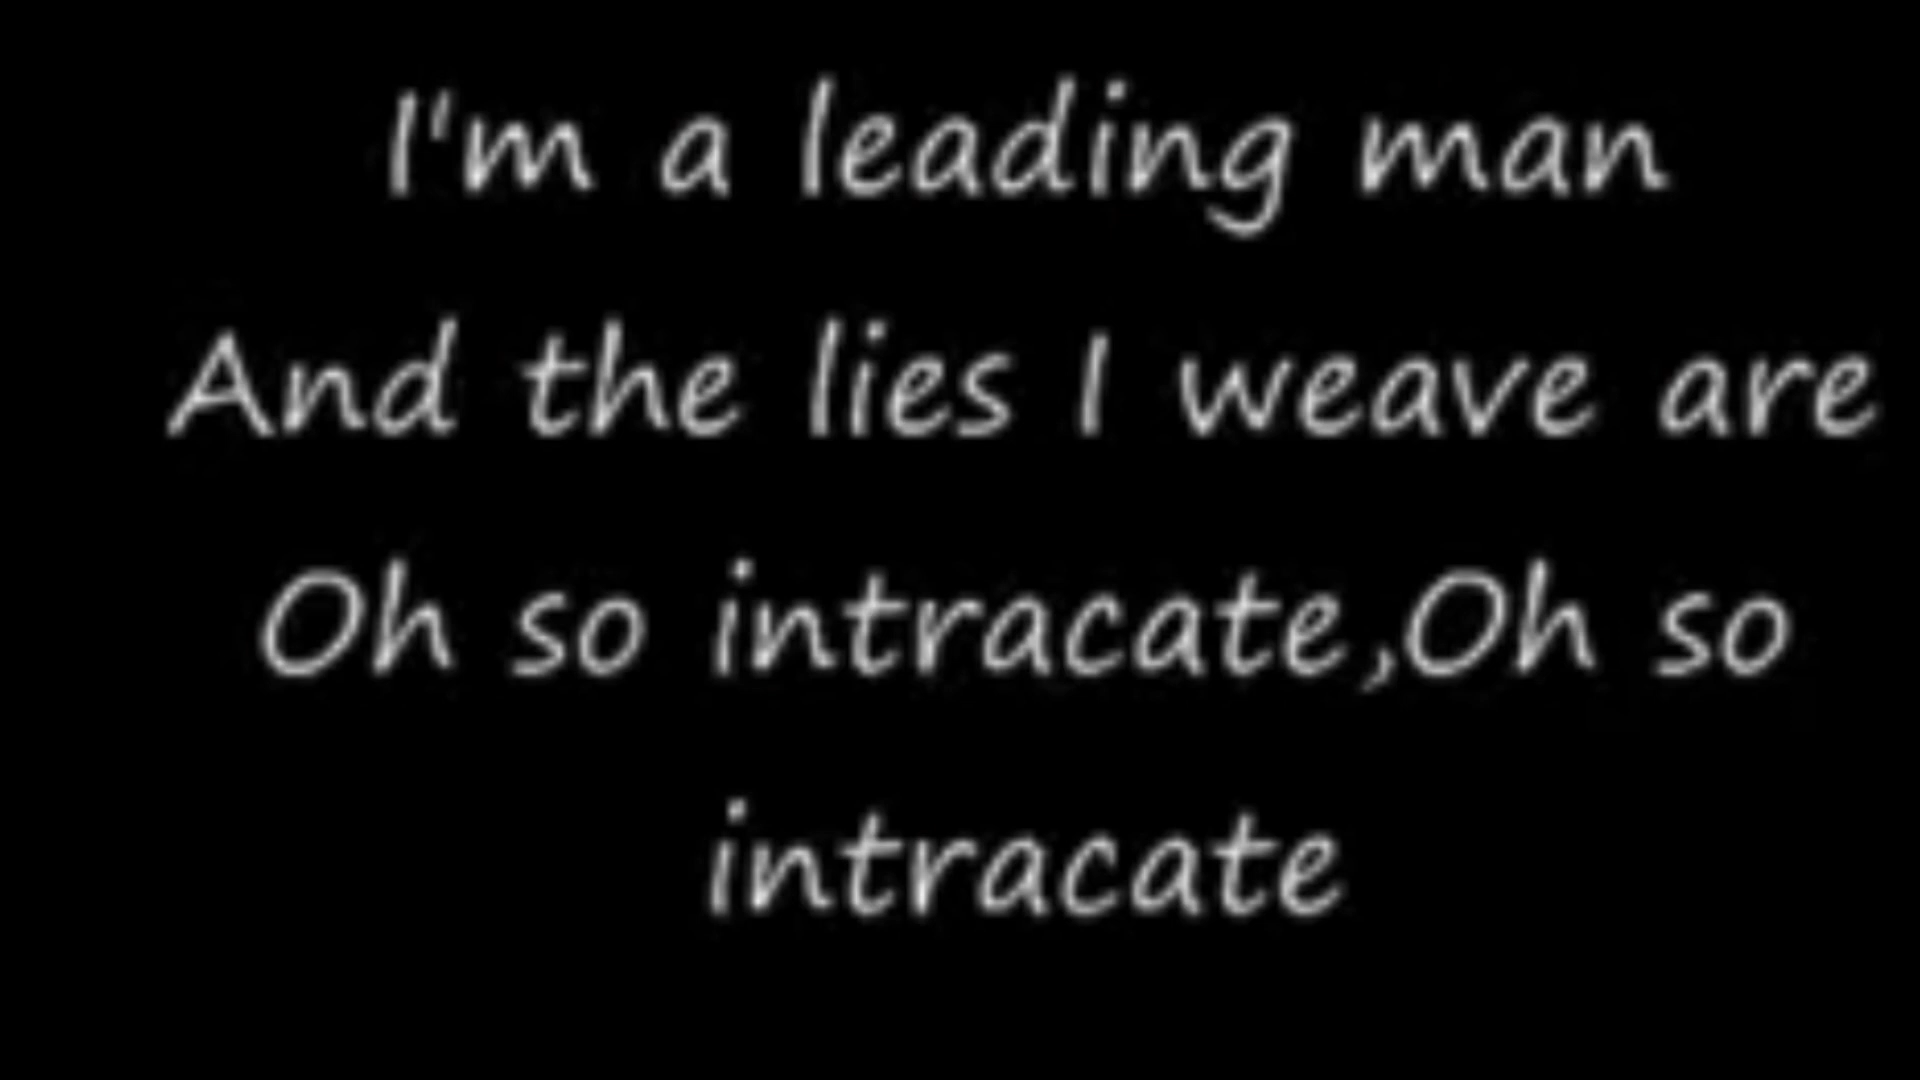 I'm a leading man
And the lies I weave are
Oh so intracate,Oh so
intracate